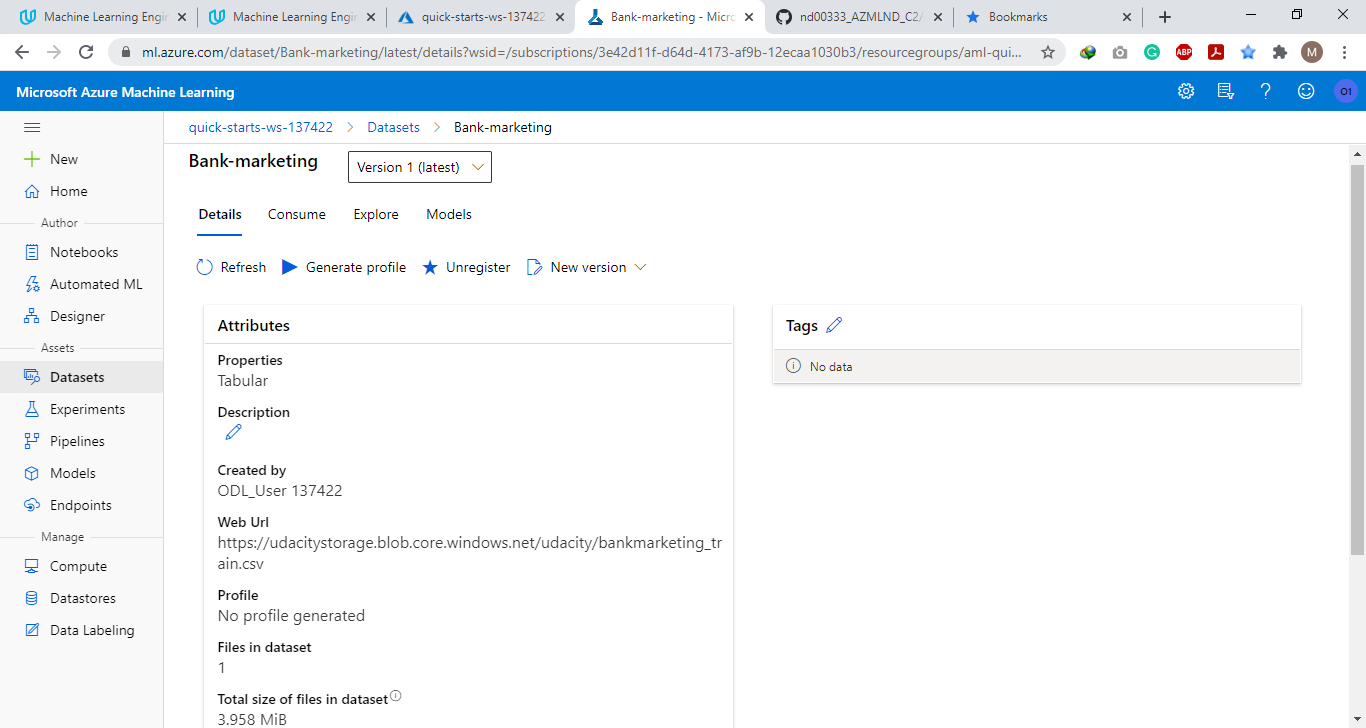 Machine Learning Engin
Machine Learning Engin
quick-starts-ws-137422
Bank-marketing - Micro
nd00333_AZMLND_C2/
Bookmarks
ml.azure.com/dataset/Bank-marketing/latest/details?wsid=/subscriptions/3e42d11f-d64d-4173-af9b-12ecaa1030b3/resourcegroups/aml-qui...
ABP
M
Microsoft Azure Machine Learning
O1
New
Home
Author
Notebooks
Automated ML
Designer
Assets
Datasets
Experiments
Pipelines
Models
Endpoints
Manage
Compute
Datastores
Data Labeling
quick-starts-ws-137422 > Datasets > Bank-marketing
Bank-marketing
Version 1 (latest)
Details Consume Explore Models
Refresh Generate profile Unregister New version
Attributes
Properties
Tabular
Description
Created by
ODL_User 137422
Web Url
https://udacitystorage.blob.core.windows.net/udacity/bankmarketing_tr
ain.csv
Profile
No profile generated
Files in dataset
1
Total size of files in dataset
3.958 MiB
Tags
No data